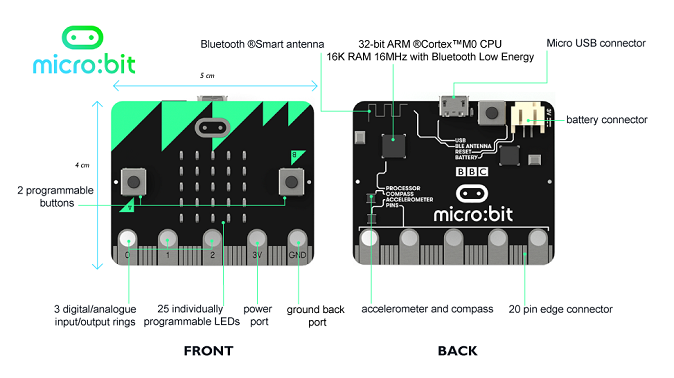 micro:bit
Bluetooth ®Smart antenna
32-bit ARM ®Cortex™M0 CPU
16K RAM 16MHz with Bluetooth Low Energy
Micro USB connector
battery connector
5 cm
4 cm
2 programmable
buttons
B
A
0 1 2 3V GND
3 digital/analogue
input/output rings
25 individually
programmable LEDs
power
port
ground back
port
FRONT
3V
USB
BLE ANTENNA
RESET
BATTERY
BBC
micro:bit
PROCESSOR
COMPASS
ACCELEROMETER
PINS
accelerometer and compass
20 pin edge connector
BACK